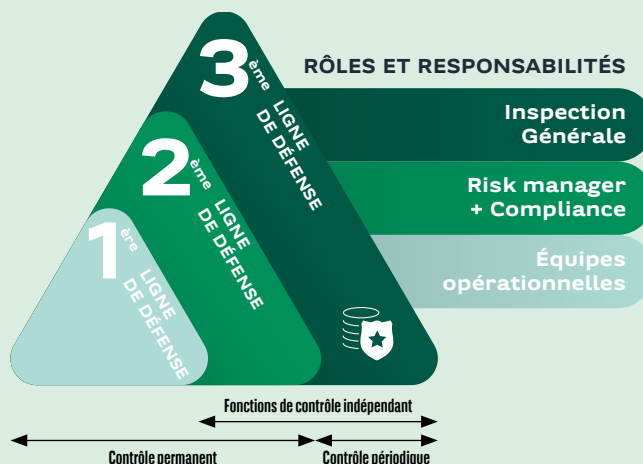 3ème LIGNE
DE DÉFENSE
2ème LIGNE
DE DÉFENSE
1ère LIGNE
DE DÉFENSE
RÔLES ET RESPONSABILITÉS
Inspection
Générale
Risk manager
+ Compliance
Équipes
opérationnelles
Fonctions de contrôle indépendant
Contrôle permanent
Contrôle périodique